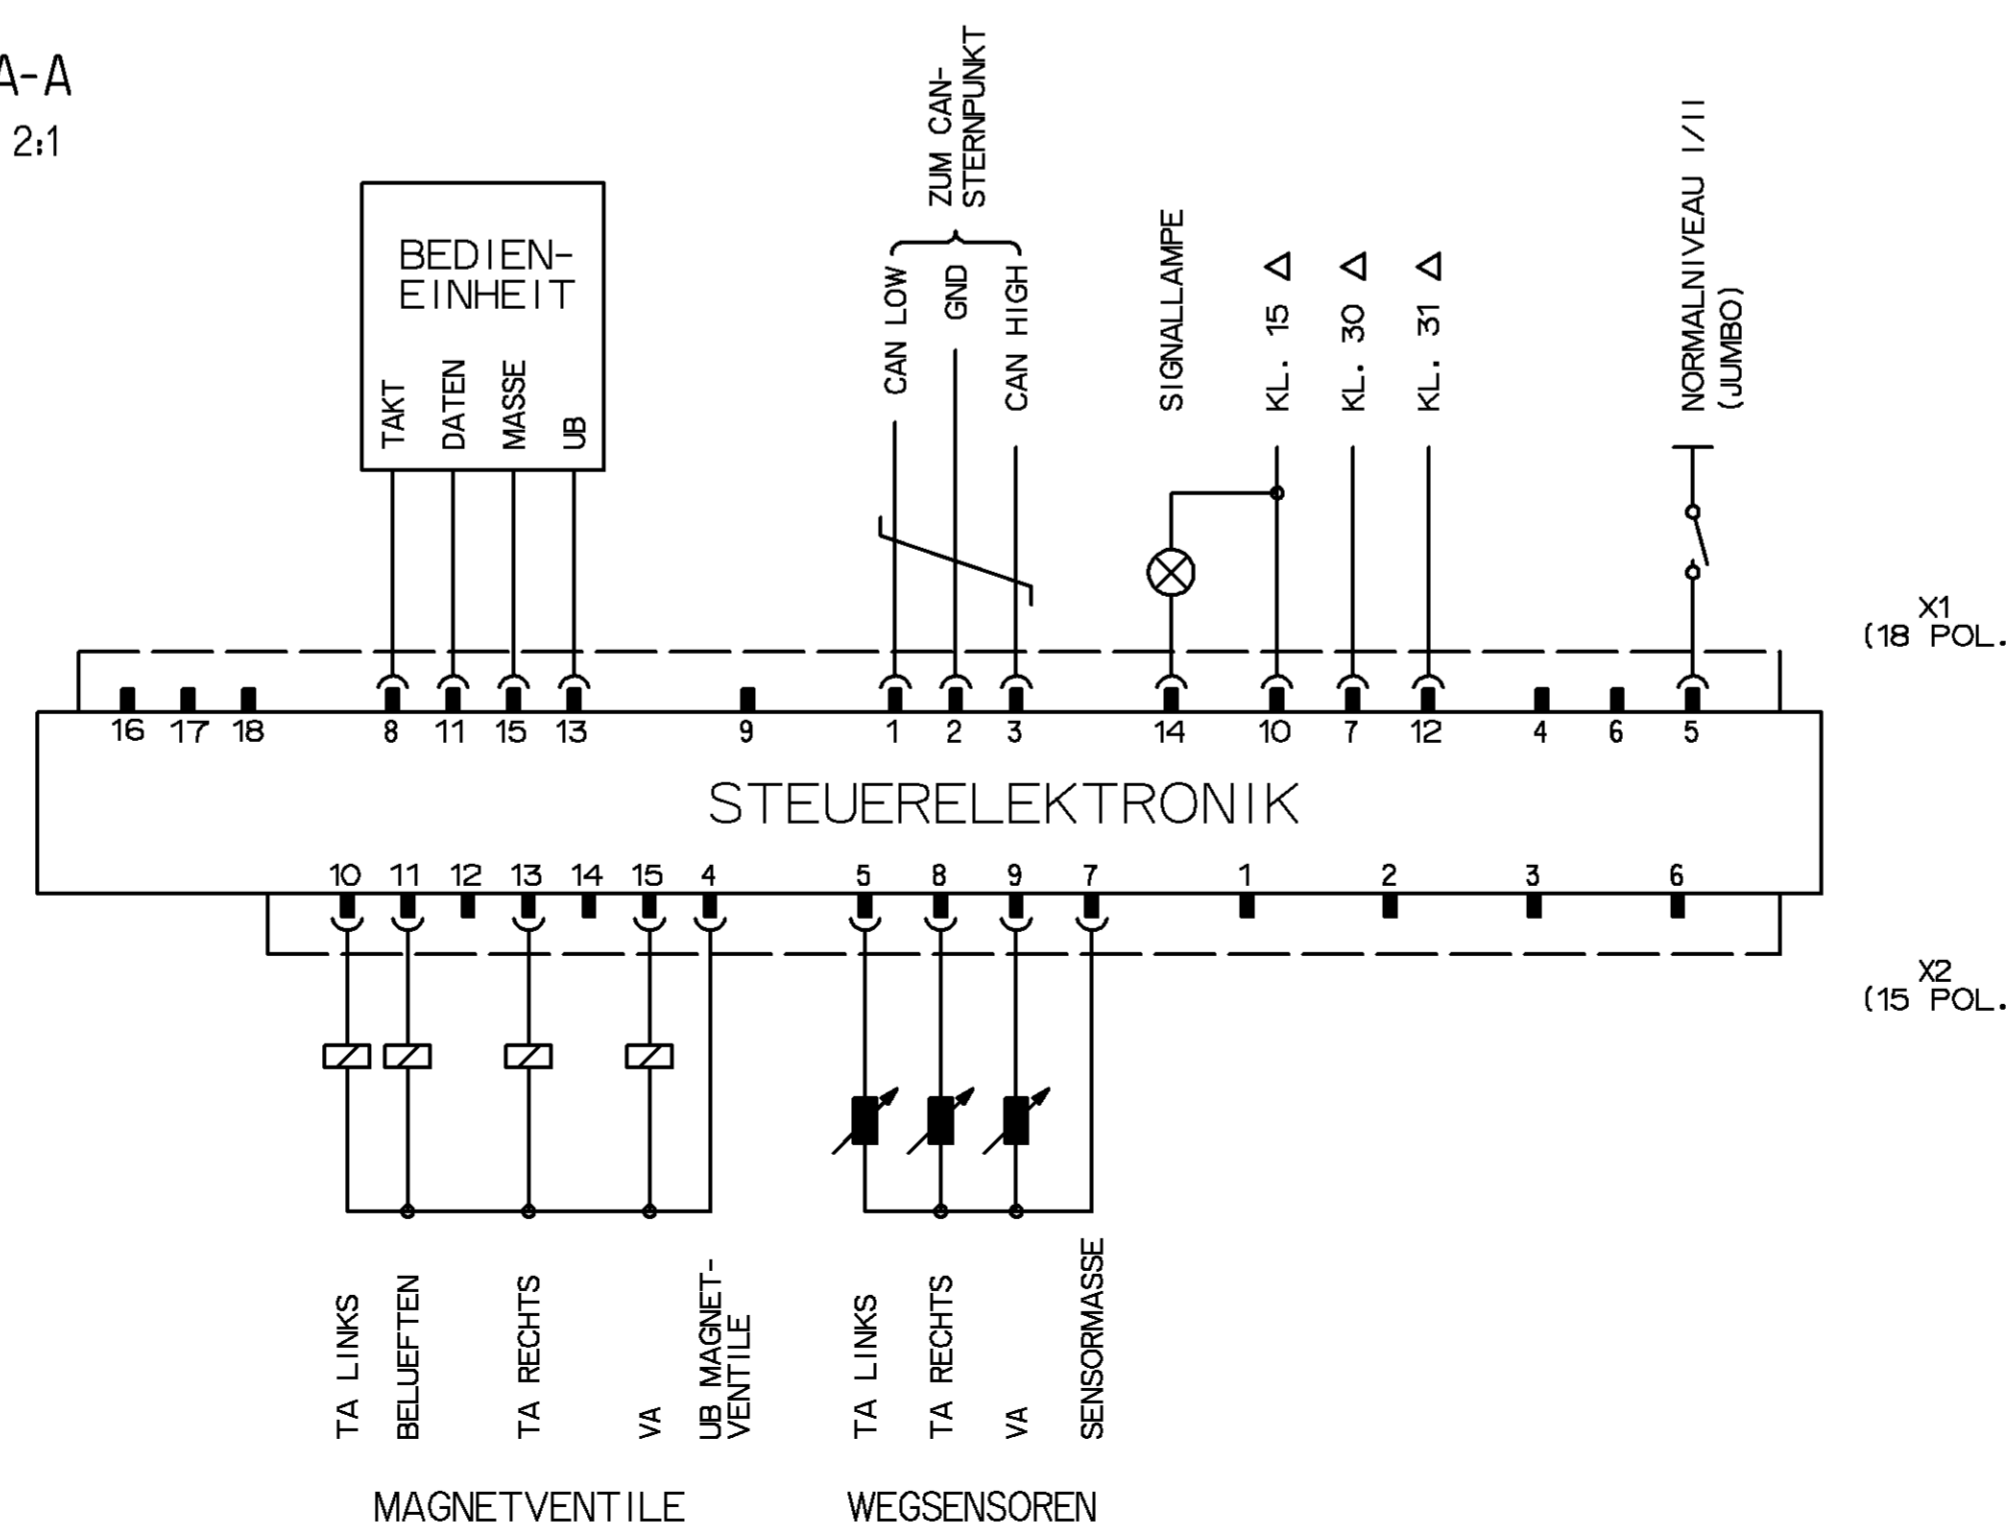 A-A
2:1
BEDIEN-
EINHEIT
TAKT
DATEN
MASSE
UB
ZUM CAN-
STERNPUNKT
CAN LOW
GND
CAN HIGH
SIGNALLAMPE
KL. 15
KL. 30
KL. 31
NORMALNIVEAU I/II
(JUMBO)
X1
(18 POL.
16 17 18 8 11 15 13 9 1 2 3 14 10 7 12 4 6 5
STEUERELEKTRONIK
10 11 12 13 14 15 4 5 8 9 7 1 2 3 6
X2
(15 POL.
TA LINKS
BELUEFTEN
TA RECHTS
VA
UB MAGNET-
VENTILE
TA LINKS
TA RECHTS
VA
SENSORMASSE
MAGNETVENTILE
WEGSENSOREN